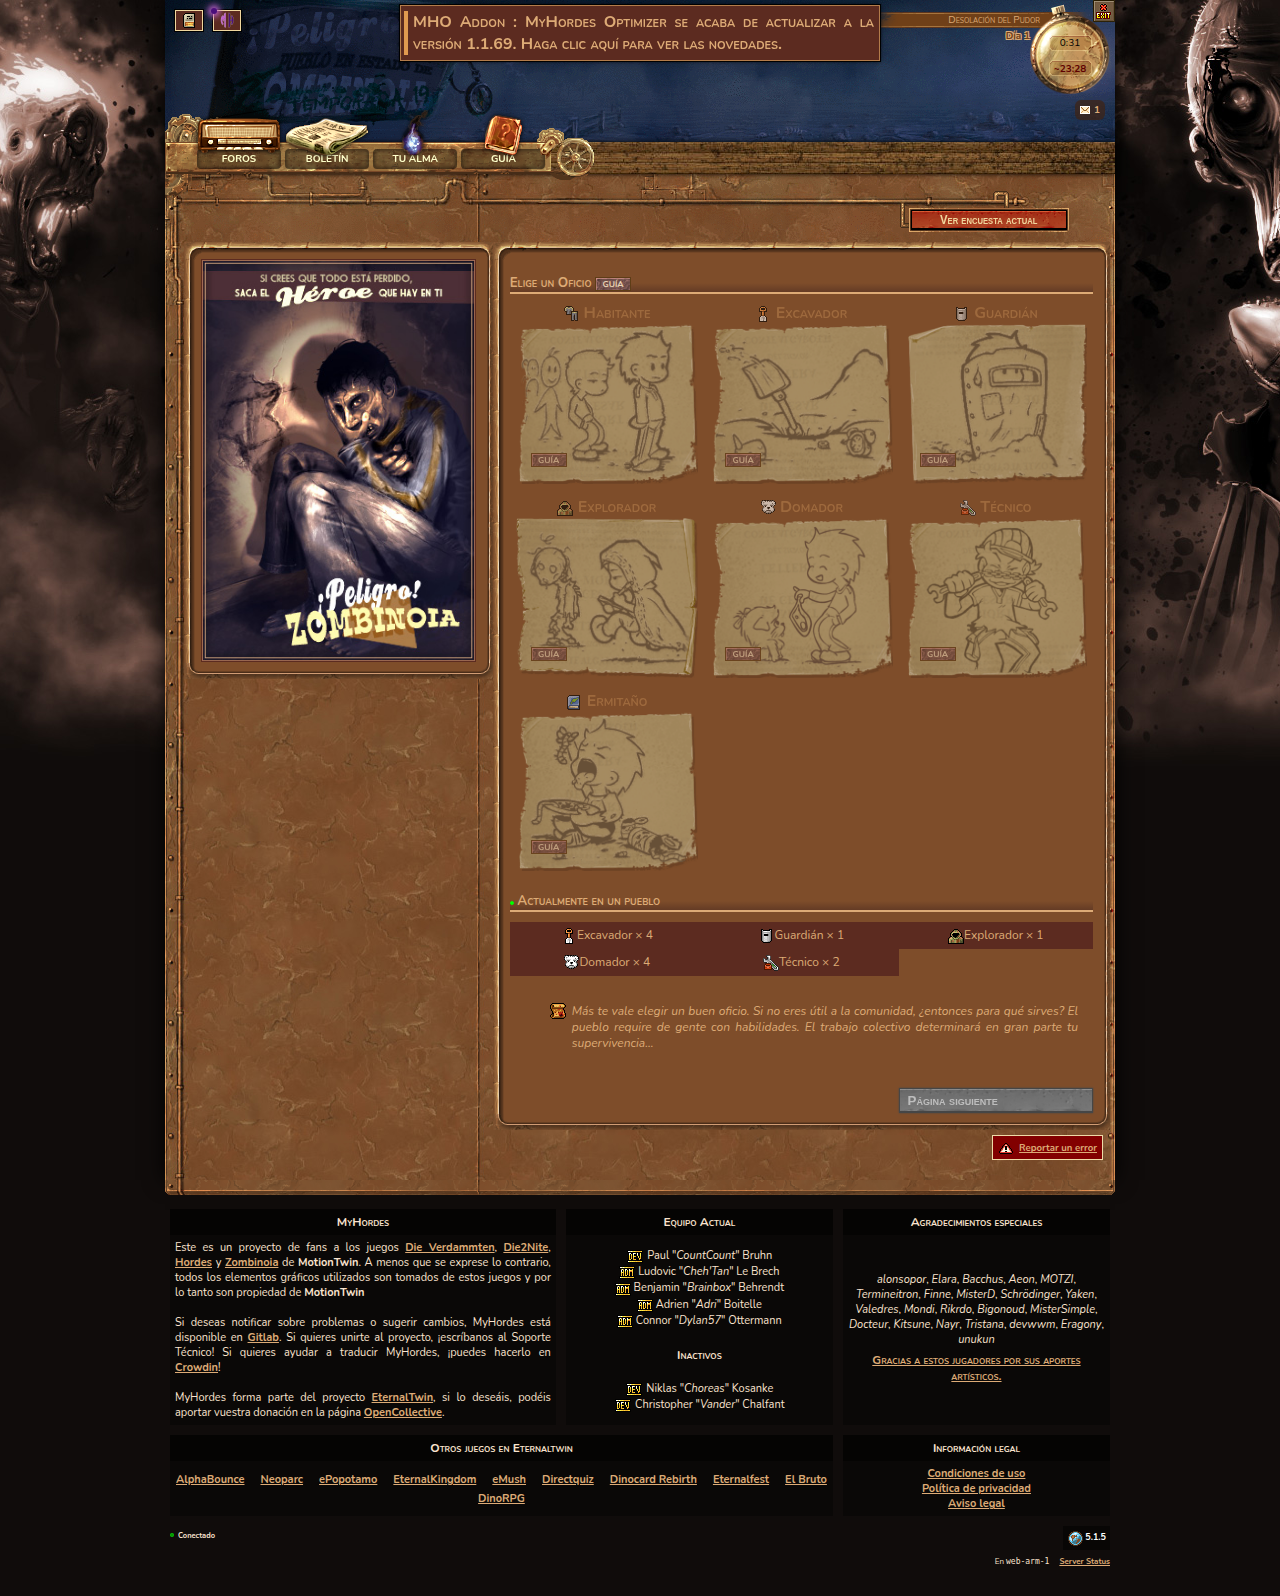 MHO Addon : MyHordes Optimizer se acaba de actualizar a la
versión 1.1.69. Haga clic aquí para ver las novedades.
Desolación del Pudor
Día 1
0:31
~23:28
EXIT
1
FOROS
BOLETÍN
TU ALMA
GUÍA
Ver encuesta actual
SI CREES QUE TODO ESTÁ PERDIDO,
SACA EL Héroe QUE HAY EN TI
¡Peligro!
ZOMBINOIA
Elige un Oficio GUÍA
Habitante
Excavador
Guardián
GUÍA
GUÍA
GUÍA
Explorador
Domador
Técnico
GUÍA
GUÍA
GUÍA
Ermitaño
GUÍA
Actualmente en un pueblo
Excavador × 4
Guardián × 1
Explorador × 1
Domador × 4
Técnico × 2
Más te vale elegir un buen oficio. Si no eres útil a la comunidad, ¿entonces para qué sirves? El
pueblo require de gente con habilidades. El trabajo colectivo determinará en gran parte tu
supervivencia...
Página siguiente
Reportar un error
MyHordes
Este es un proyecto de fans a los juegos Die Verdammten, Die2Nite,
Hordes y Zombinoia de MotionTwin. A menos que se exprese lo contrario,
todos los elementos gráficos utilizados son tomados de estos juegos y por
lo tanto son propiedad de MotionTwin
Si deseas notificar sobre problemas o sugerir cambios, MyHordes está
disponible en Gitlab. Si quieres unirte al proyecto, ¡escríbanos al Soporte
Técnico! Si quieres ayudar a traducir MyHordes, ¡puedes hacerlo en
Crowdin!
MyHordes forma parte del proyecto EternalTwin, si lo deseáis, podéis
aportar vuestra donación en la página OpenCollective.
Equipo Actual
DEV Paul "CountCount" Bruhn
ADM Ludovic "Cheh'Tan" Le Brech
ADM Benjamin "Brainbox" Behrendt
ADM Adrien "Adri" Boitelle
ADM Connor "Dylan57" Ottermann
Inactivos
DEV Niklas "Choreas" Kosanke
DEV Christopher "Vander" Chalfant
Agradecimientos especiales
alonsopor, Elara, Bacchus, Aeon, MOTZI,
Termineitron, Finne, MisterD, Schrödinger, Yaken,
Valedres, Mondi, Rikrdo, Bigonoud, MisterSimple,
Docteur, Kitsune, Nayr, Tristana, devwwm, Eragony,
unukun
Gracias a estos jugadores por sus aportes
artísticos.
Otros juegos en Eternaltwin
AlphaBounce Neoparc ePopotamo EternalKingdom eMush Directquiz Dinocard Rebirth Eternalfest El Bruto
DinoRPG
Información legal
Condiciones de uso
Política de privacidad
Aviso legal
Conectado
5.1.5
En web-arm-1 Server Status